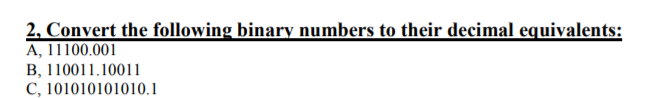 2, Convert the following binary numbers to their decimal equivalents:
A, 11100.001
B, 110011.10011
C, 101010101010.1